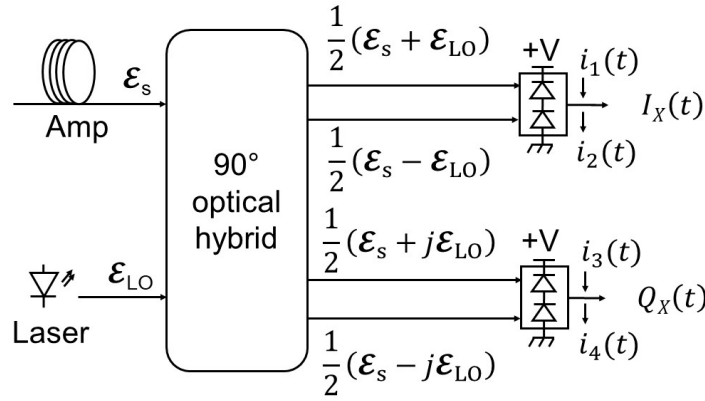 Amp
𝓔s
90°
optical
hybrid
Laser
𝓔LO
1/2 (𝓔s + 𝓔LO)
1/2 (𝓔s − 𝓔LO)
+V
i1(t)
i2(t)
IX(t)
1/2 (𝓔s + j𝓔LO)
1/2 (𝓔s − j𝓔LO)
+V
i3(t)
i4(t)
QX(t)